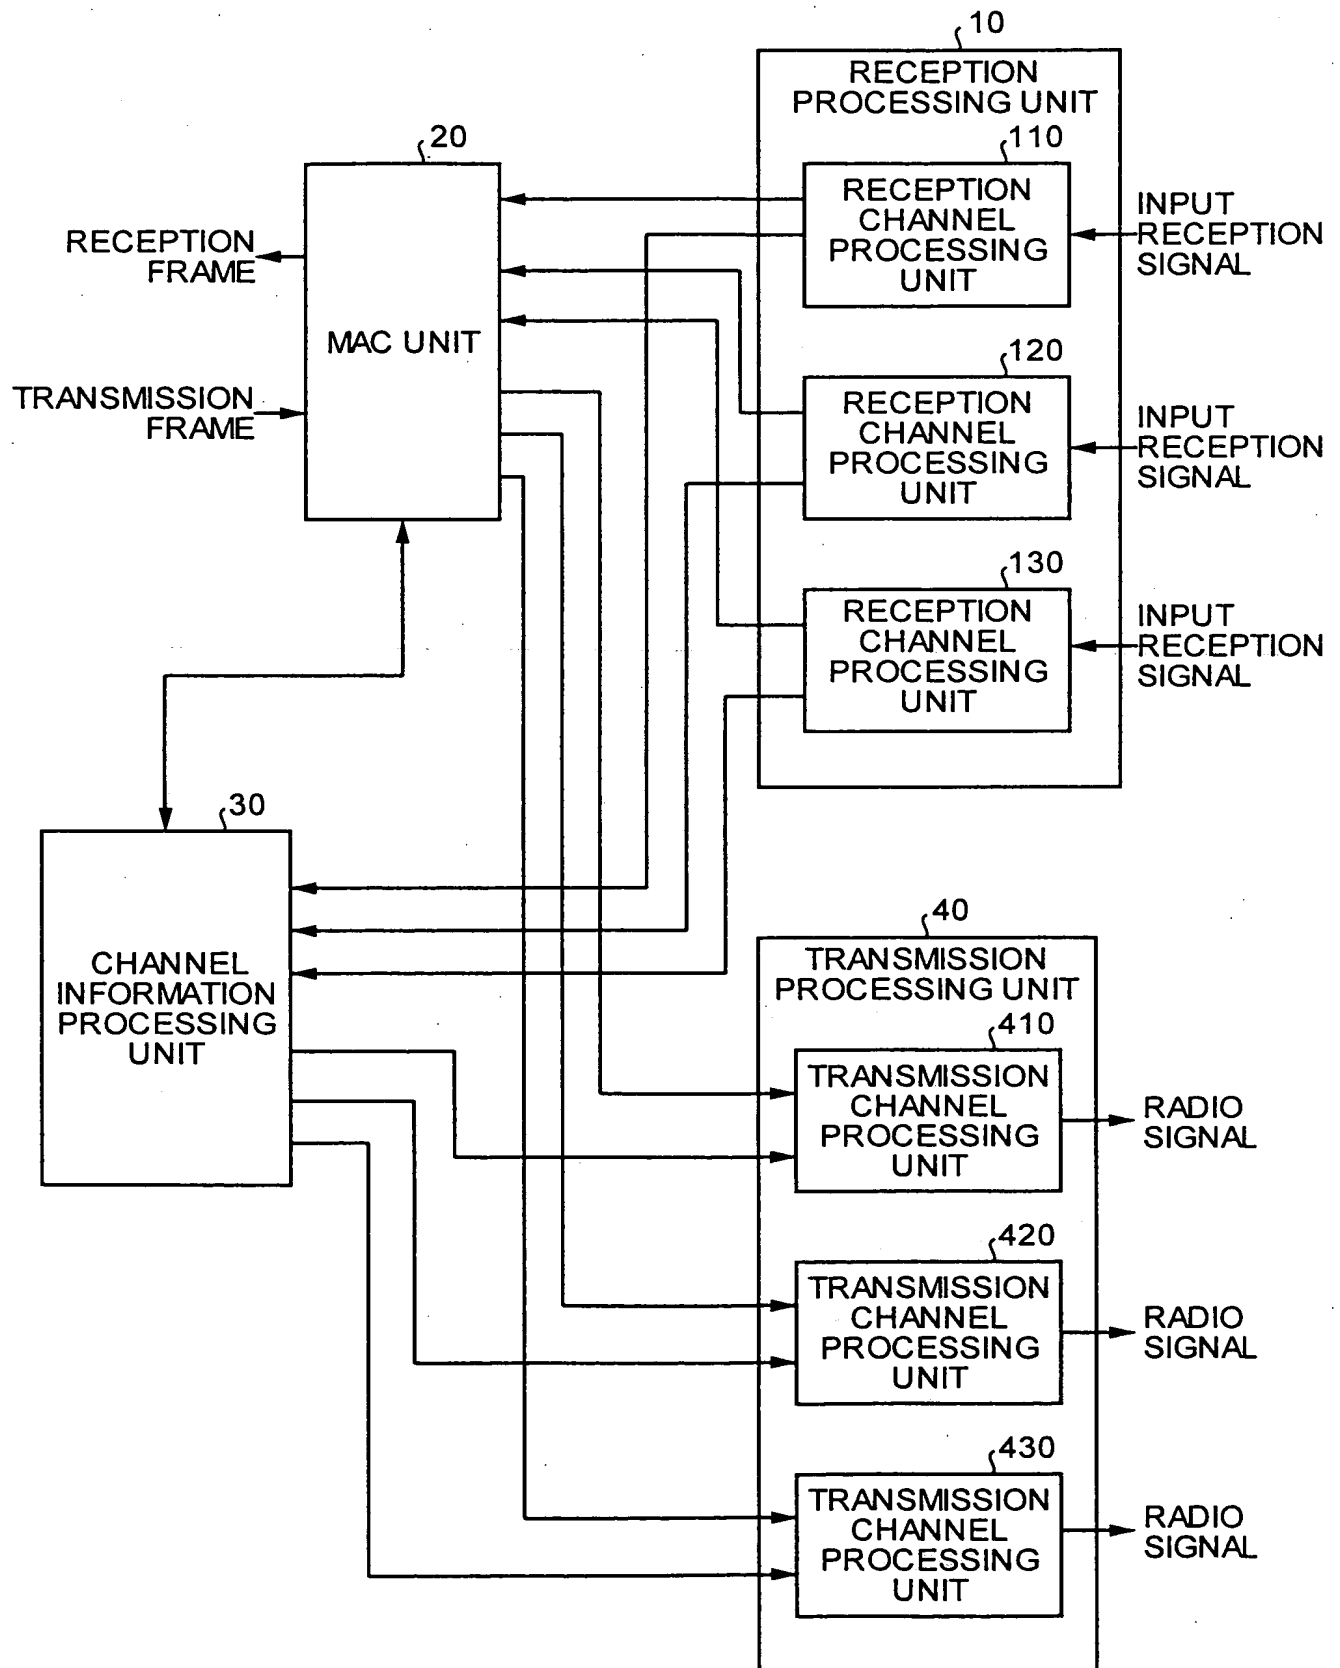 10
RECEPTION
PROCESSING UNIT
20
110
RECEPTION
CHANNEL
PROCESSING
UNIT
INPUT
RECEPTION
SIGNAL
RECEPTION
FRAME
MAC UNIT
TRANSMISSION
FRAME
120
RECEPTION
CHANNEL
PROCESSING
UNIT
INPUT
RECEPTION
SIGNAL
130
RECEPTION
CHANNEL
PROCESSING
UNIT
INPUT
RECEPTION
SIGNAL
30
CHANNEL
INFORMATION
PROCESSING
UNIT
40
TRANSMISSION
PROCESSING UNIT
410
TRANSMISSION
CHANNEL
PROCESSING
UNIT
RADIO
SIGNAL
420
TRANSMISSION
CHANNEL
PROCESSING
UNIT
RADIO
SIGNAL
430
TRANSMISSION
CHANNEL
PROCESSING
UNIT
RADIO
SIGNAL